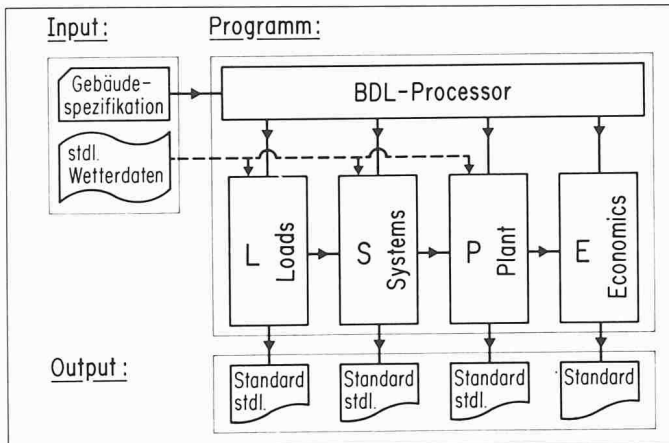 Input:
Programm:
Gebäude-
spezifikation
BDL-Processor
stdl.
Wetterdaten
L
Loads
S
Systems
P
Plant
E
Economics
Output:
Standard
stdl.
Standard
stdl.
Standard
stdl.
Standard